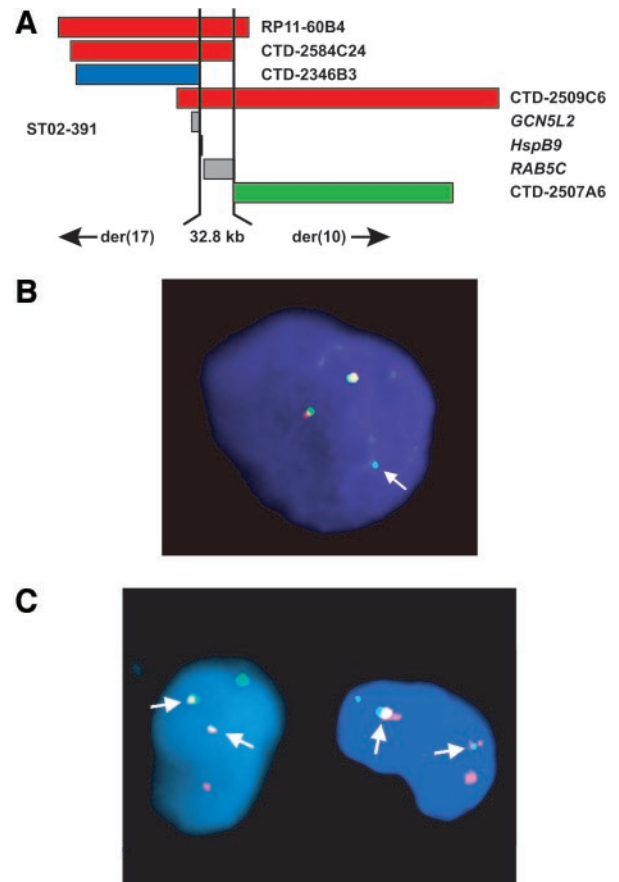 A
RP11-60B4
CTD-2584C24
CTD-2346B3
CTD-2509C6
ST02-391
GCN5L2
HspB9
RAB5C
CTD-2507A6
der(17) 32.8 kb der(10)
B
C